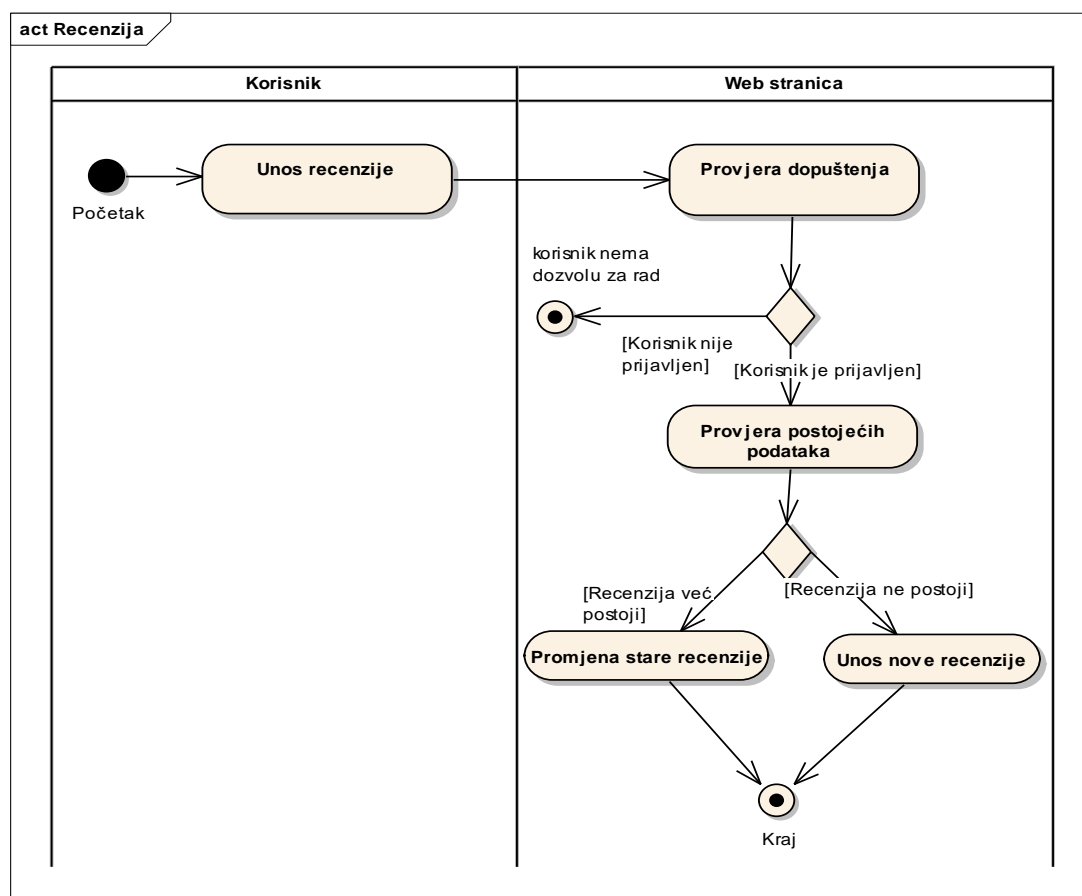 act Recenzija
Korisnik
Web stranica
Početak
Unos recenzije
Provjera dopuštenja
korisnik nema
dozvolu za rad
[Korisnik nije
prijavljen]
[Korisnik je prijavljen]
Provjera postojećih
podataka
[Recenzija već
postoji]
[Recenzija ne postoji]
Promjena stare recenzije
Unos nove recenzije
Kraj